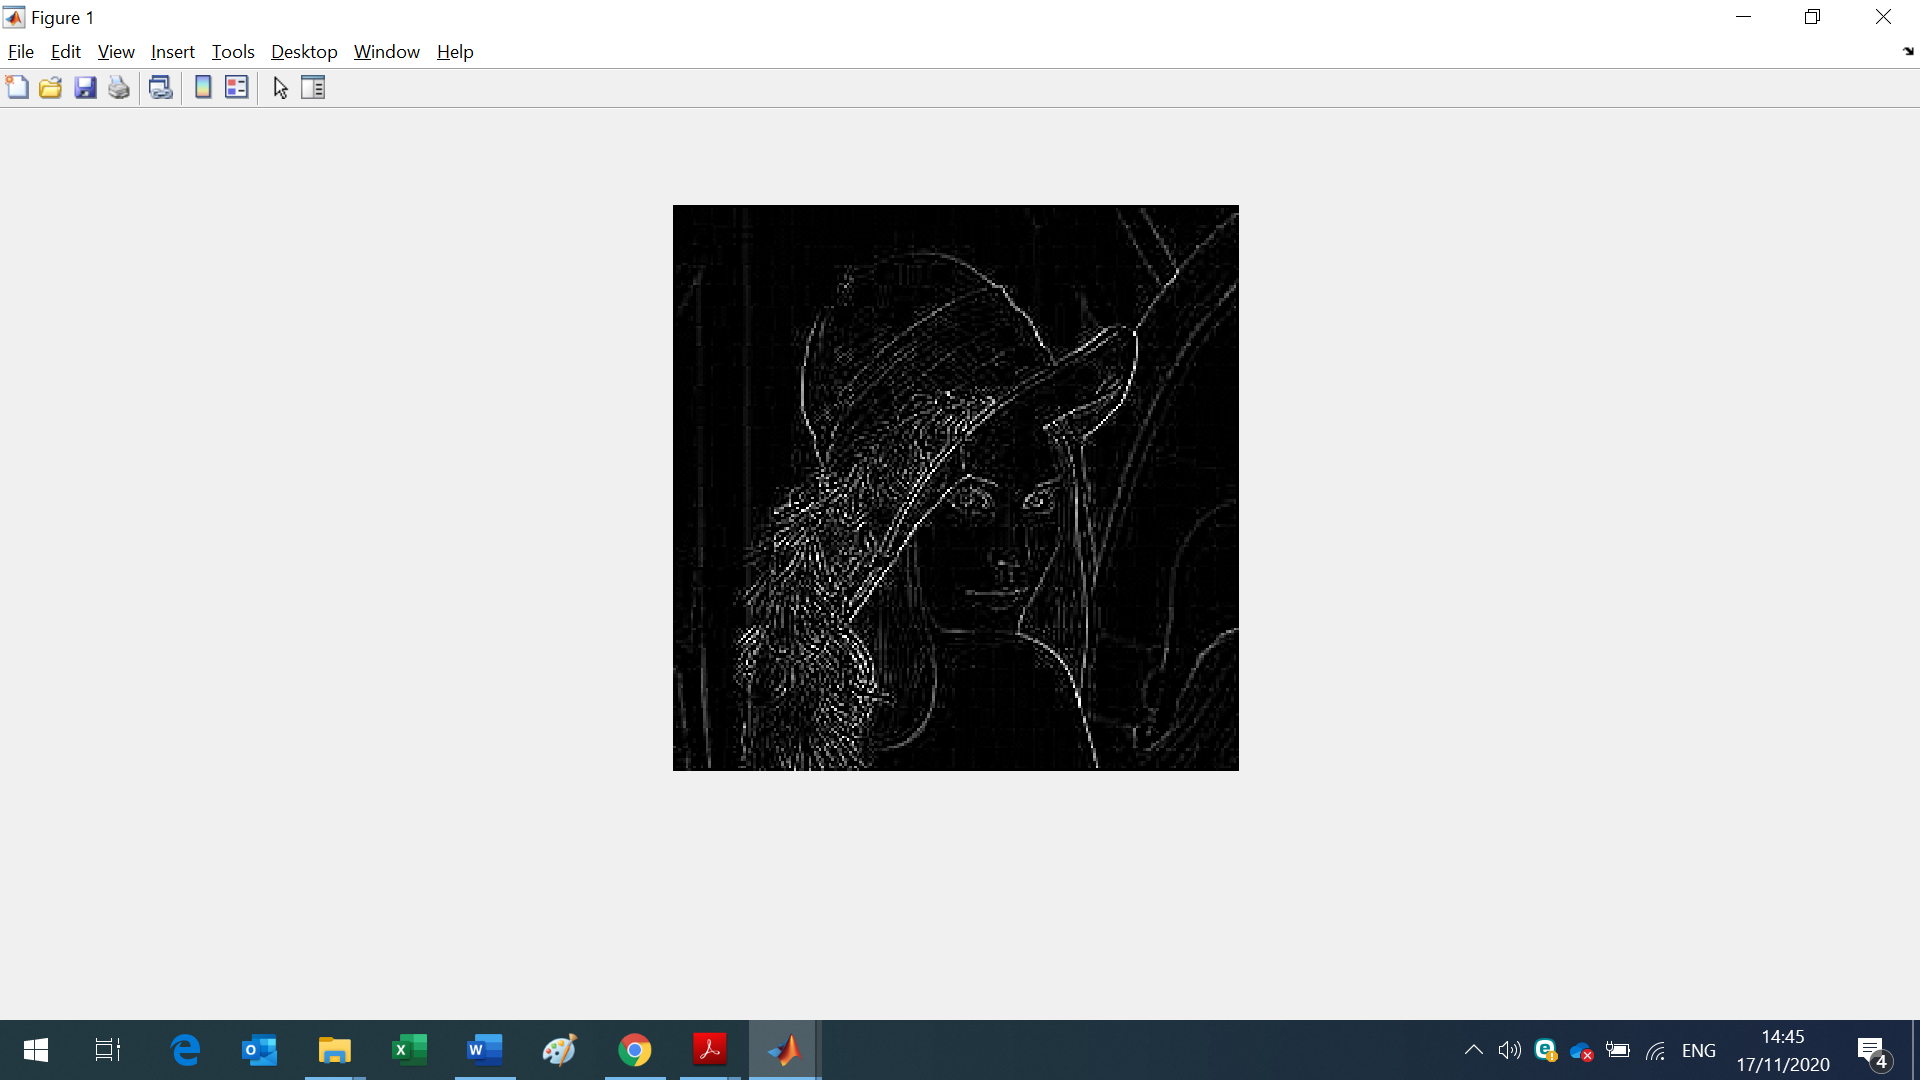 Figure 1
File Edit View Insert Tools Desktop Window Help
ENG
14:45
17/11/2020
4